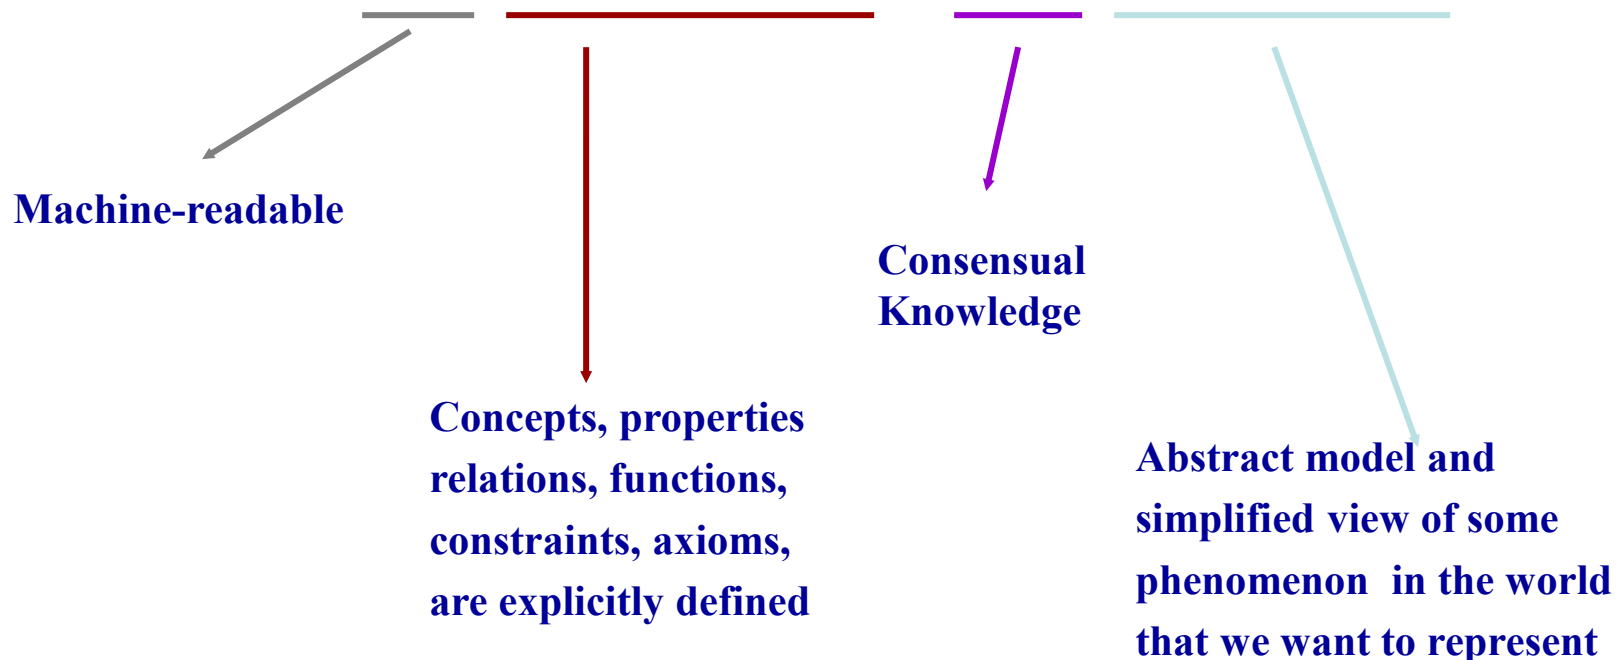 Machine-readable
Consensual
Knowledge
Concepts, properties
relations, functions,
constraints, axioms,
are explicitly defined
Abstract model and
simplified view of some
phenomenon in the world
that we want to represent